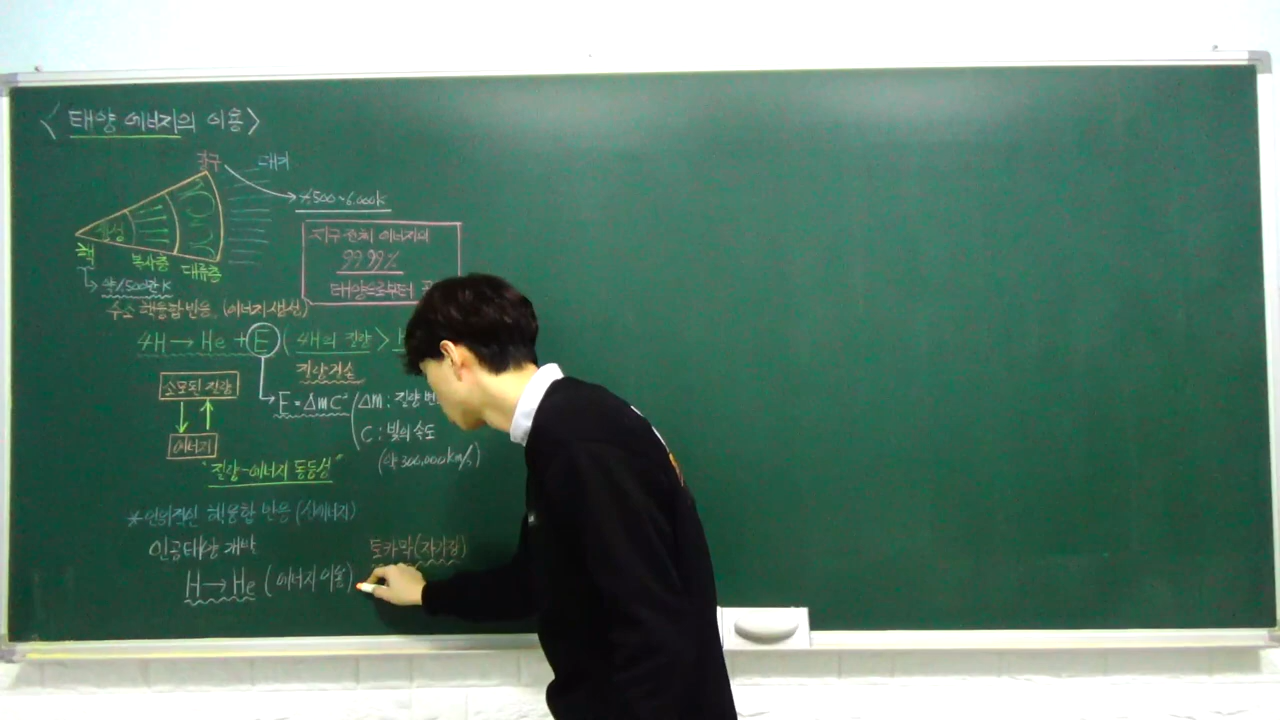 <태양 에너지의 이용>
광구 대기
4,500~6,000K
생성
핵 복사층 대류층
약 1,500만 K
지구 전체 에너지의
99.99%
태양으로부터
수소 핵융합 반응 (에너지 생성)
4H → He + E (4H의 질량 >
질량 결손
소모된 질량
E = Δmc² (Δm : 질량
C : 빛의 속도
(약 300,000km/s)
에너지
"질량-에너지 동등성"
*인위적인 핵융합 반응 (신에너지)
인공태양 개발
토카막(자기장)
H → He (에너지 이용)